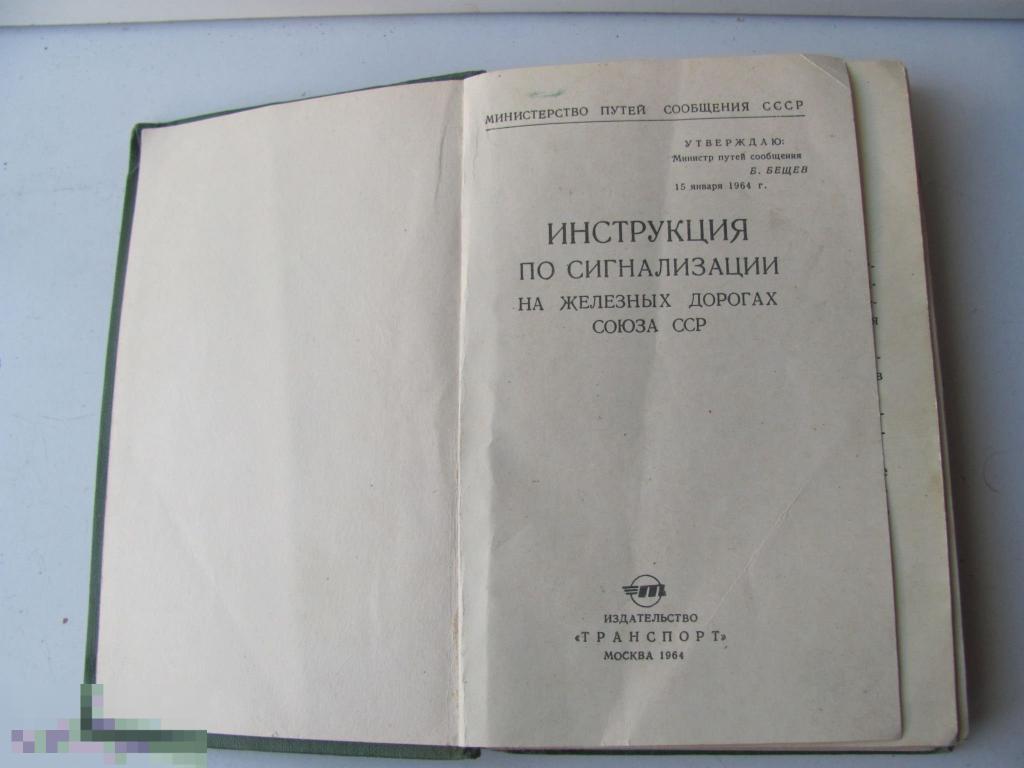 МИНИСТЕРСТВО ПУТЕЙ СООБЩЕНИЯ СССР
УТВЕРЖДАЮ:
Министр путей сообщения
Б. БЕЩЕВ
15 января 1964 г.
ИНСТРУКЦИЯ
ПО СИГНАЛИЗАЦИИ
НА ЖЕЛЕЗНЫХ ДОРОГАХ
СОЮЗА ССР
ИЗДАТЕЛЬСТВО
«ТРАНСПОРТ»
МОСКВА 1964